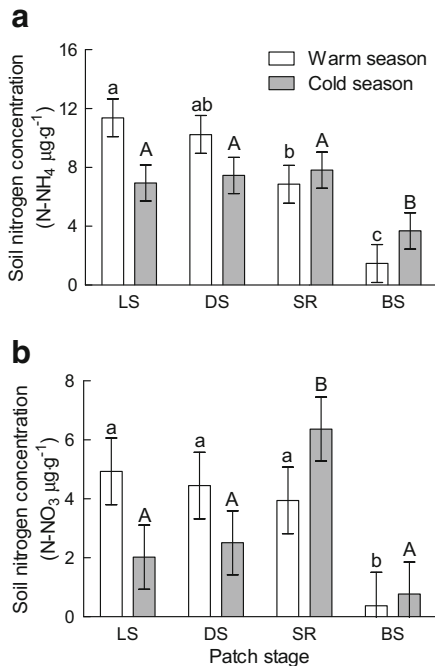 a
Soil nitrogen concentration
(N-NH₄ µg·g⁻¹)
16
12
8
4
0
Warm season
Cold season
a
A
ab
A
b
A
c
B
LS
DS
SR
BS
b
Soil nitrogen concentration
(N-NO₃ µg·g⁻¹)
8
6
4
2
0
a
A
a
A
a
B
b
A
LS
DS
SR
BS
Patch stage